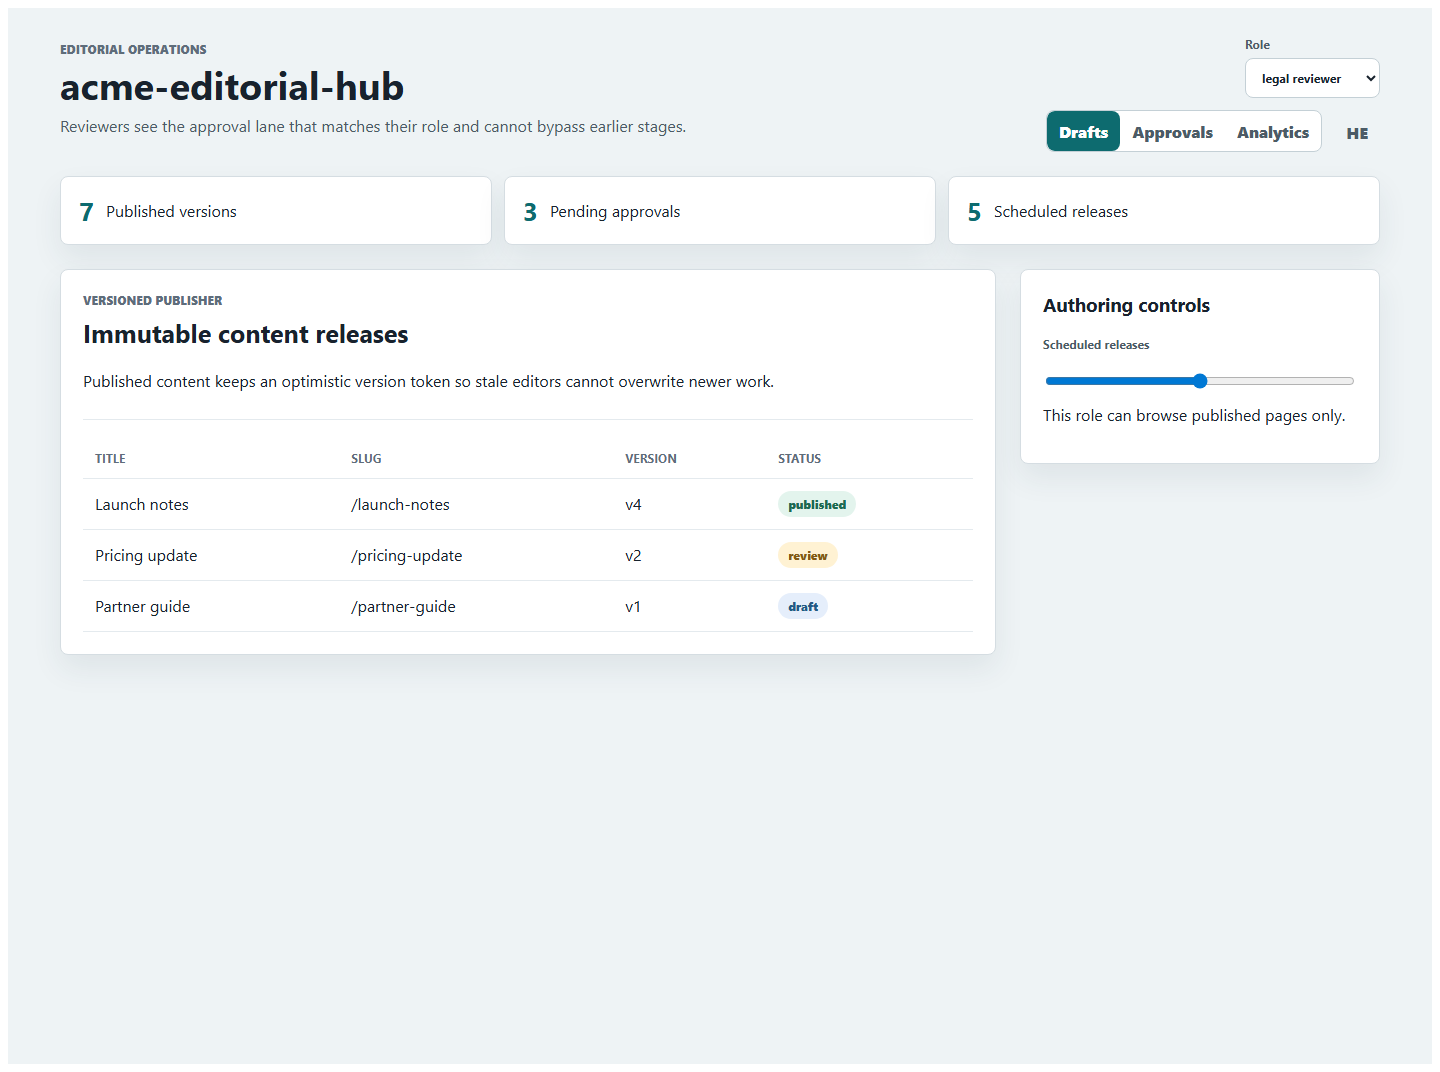 EDITORIAL OPERATIONS
acme-editorial-hub
Reviewers see the approval lane that matches their role and cannot bypass earlier stages.
Role
legal reviewer
Drafts Approvals Analytics HE
7 Published versions
3 Pending approvals
5 Scheduled releases
VERSIONED PUBLISHER
Immutable content releases
Published content keeps an optimistic version token so stale editors cannot overwrite newer work.
TITLE SLUG VERSION STATUS
Launch notes /launch-notes v4 published
Pricing update /pricing-update v2 review
Partner guide /partner-guide v1 draft
Authoring controls
Scheduled releases
This role can browse published pages only.